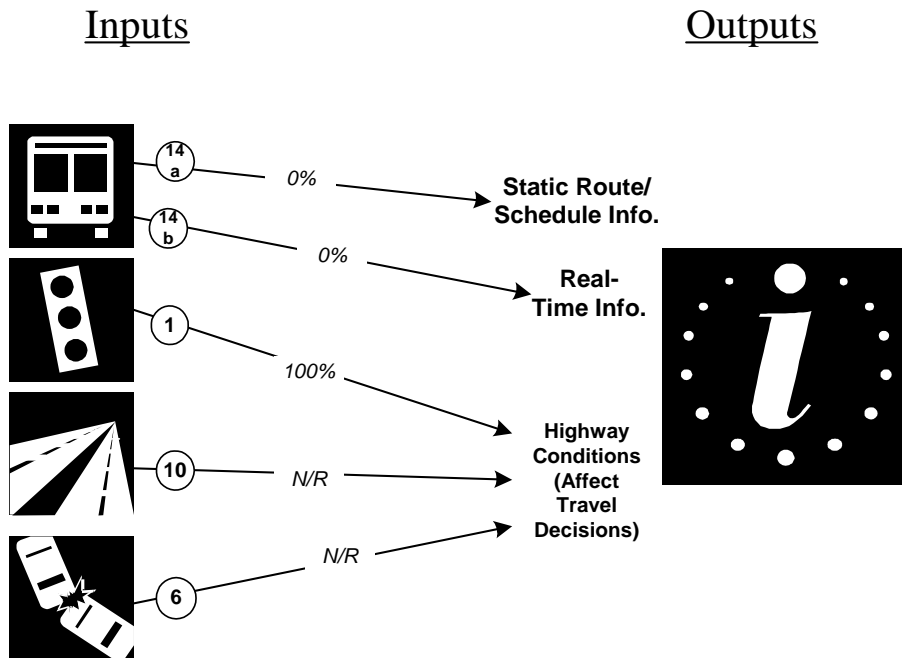 Inputs
Outputs
14
a
0%
Static Route/
Schedule Info.
14
b
0%
Real-
Time Info.
1
100%
Highway
Conditions
(Affect
Travel
Decisions)
10
N/R
6
N/R
i